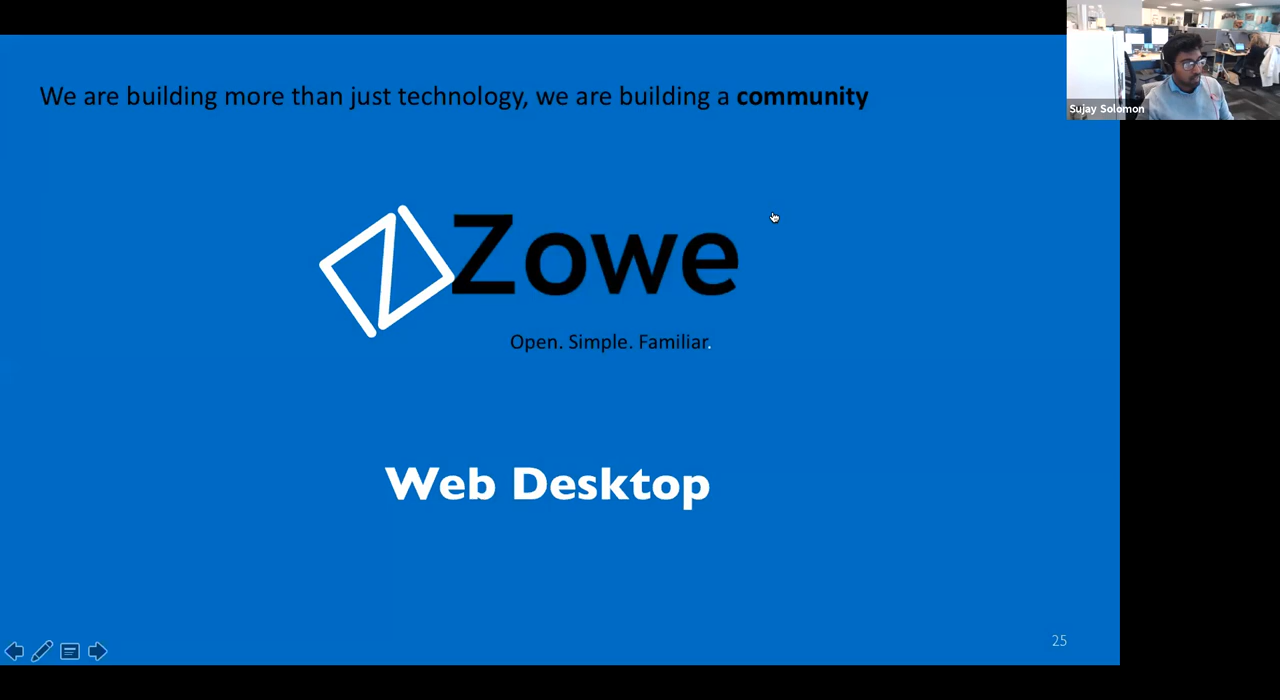 Sujay Solomon
We are building more than just technology, we are building a community
Zowe
Open. Simple. Familiar.
Web Desktop
25